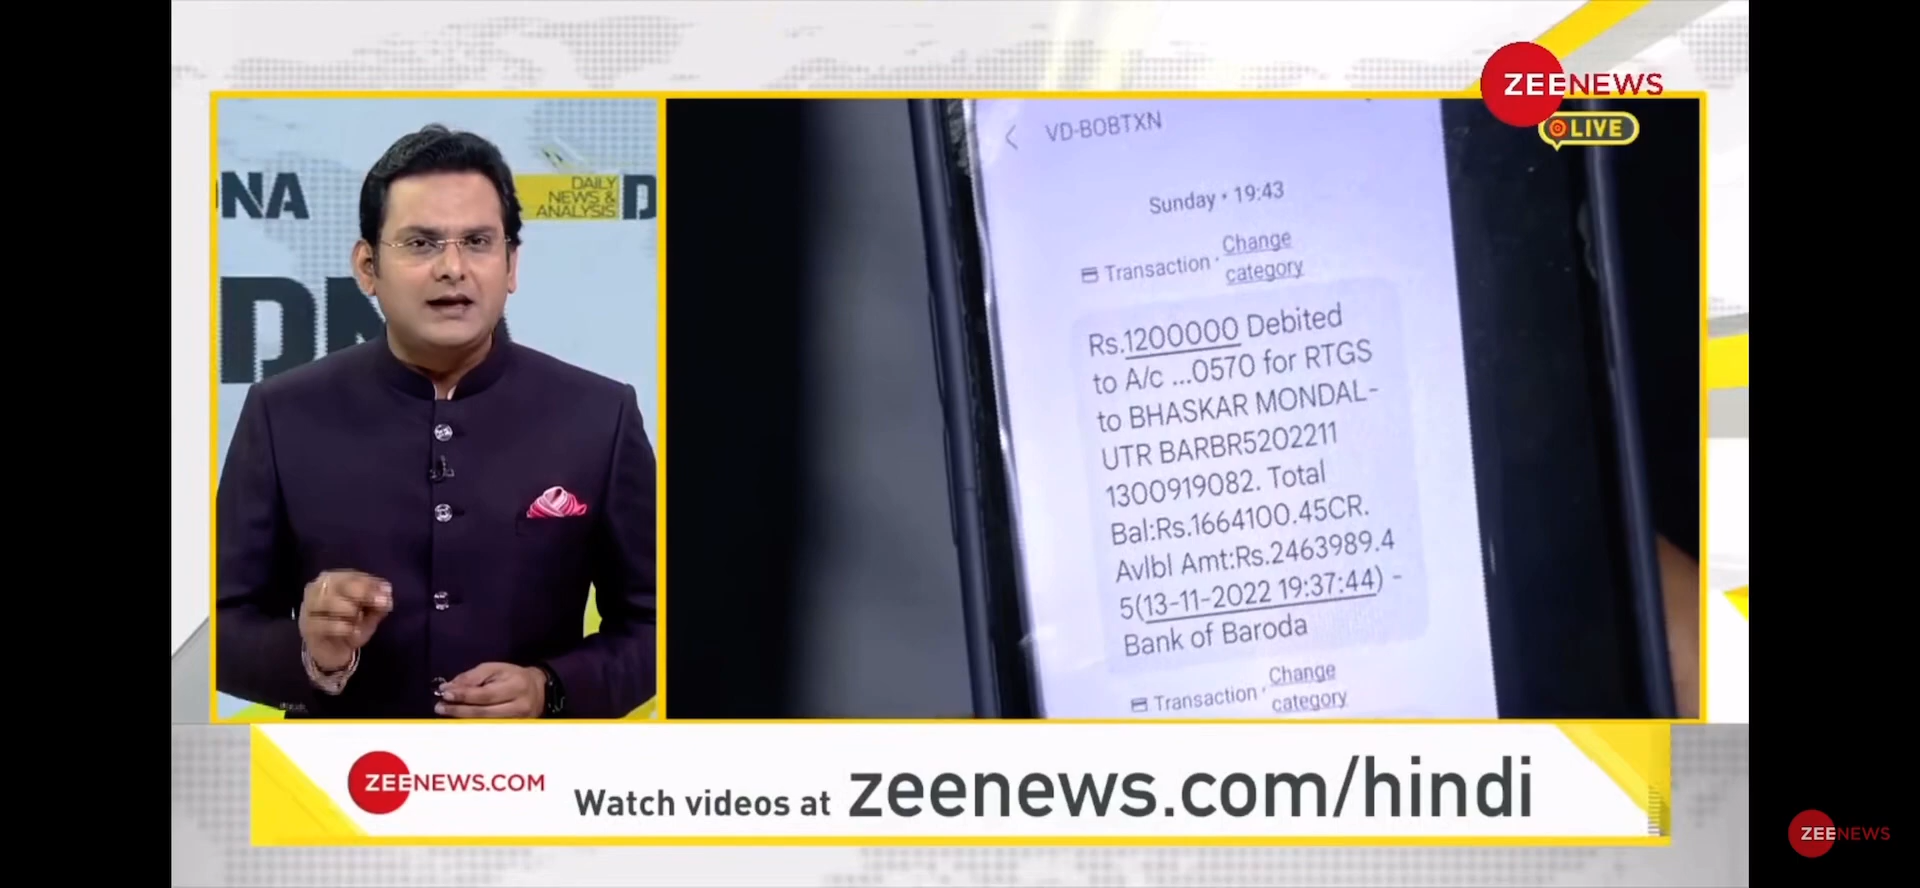 ZEENEWS
LIVE
NA
DAILY
NEWS &
ANALYSIS
D
DNA
VD-BOBTXN
Sunday • 19:43
Transaction · Change
category
Rs.1200000 Debited
to A/c ...0570 for RTGS
to BHASKAR MONDAL-
UTR BARBR5202211
1300919082. Total
Bal:Rs.1664100.45CR.
Avlbl Amt:Rs.2463989.4
5(13-11-2022 19:37:44) -
Bank of Baroda
Transaction · Change
category
ZEENEWS.COM
Watch videos at zeenews.com/hindi
ZEENEWS